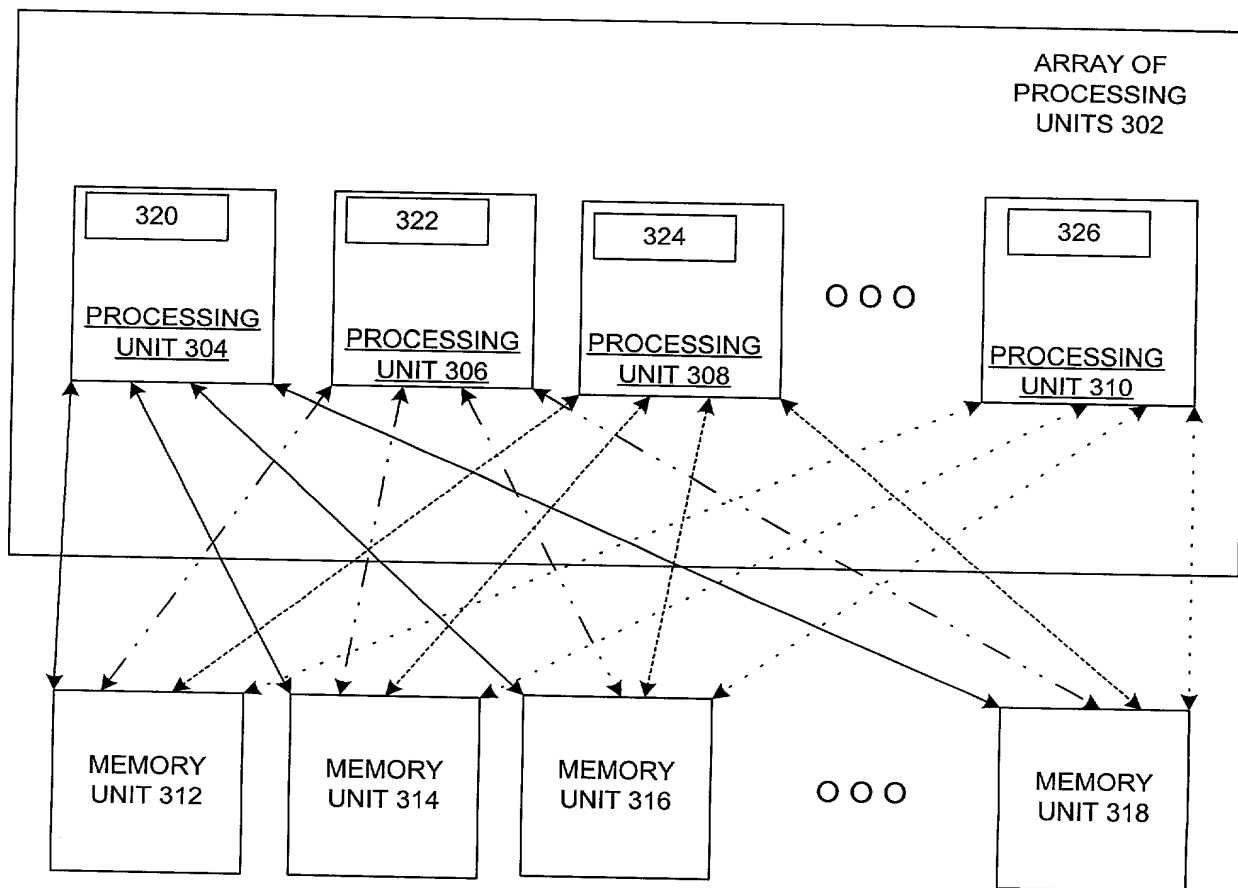 ARRAY OF
PROCESSING
UNITS 302
320
322
324
326
O O O
PROCESSING
UNIT 304
PROCESSING
UNIT 306
PROCESSING
UNIT 308
PROCESSING
UNIT 310
MEMORY
UNIT 312
MEMORY
UNIT 314
MEMORY
UNIT 316
O O O
MEMORY
UNIT 318